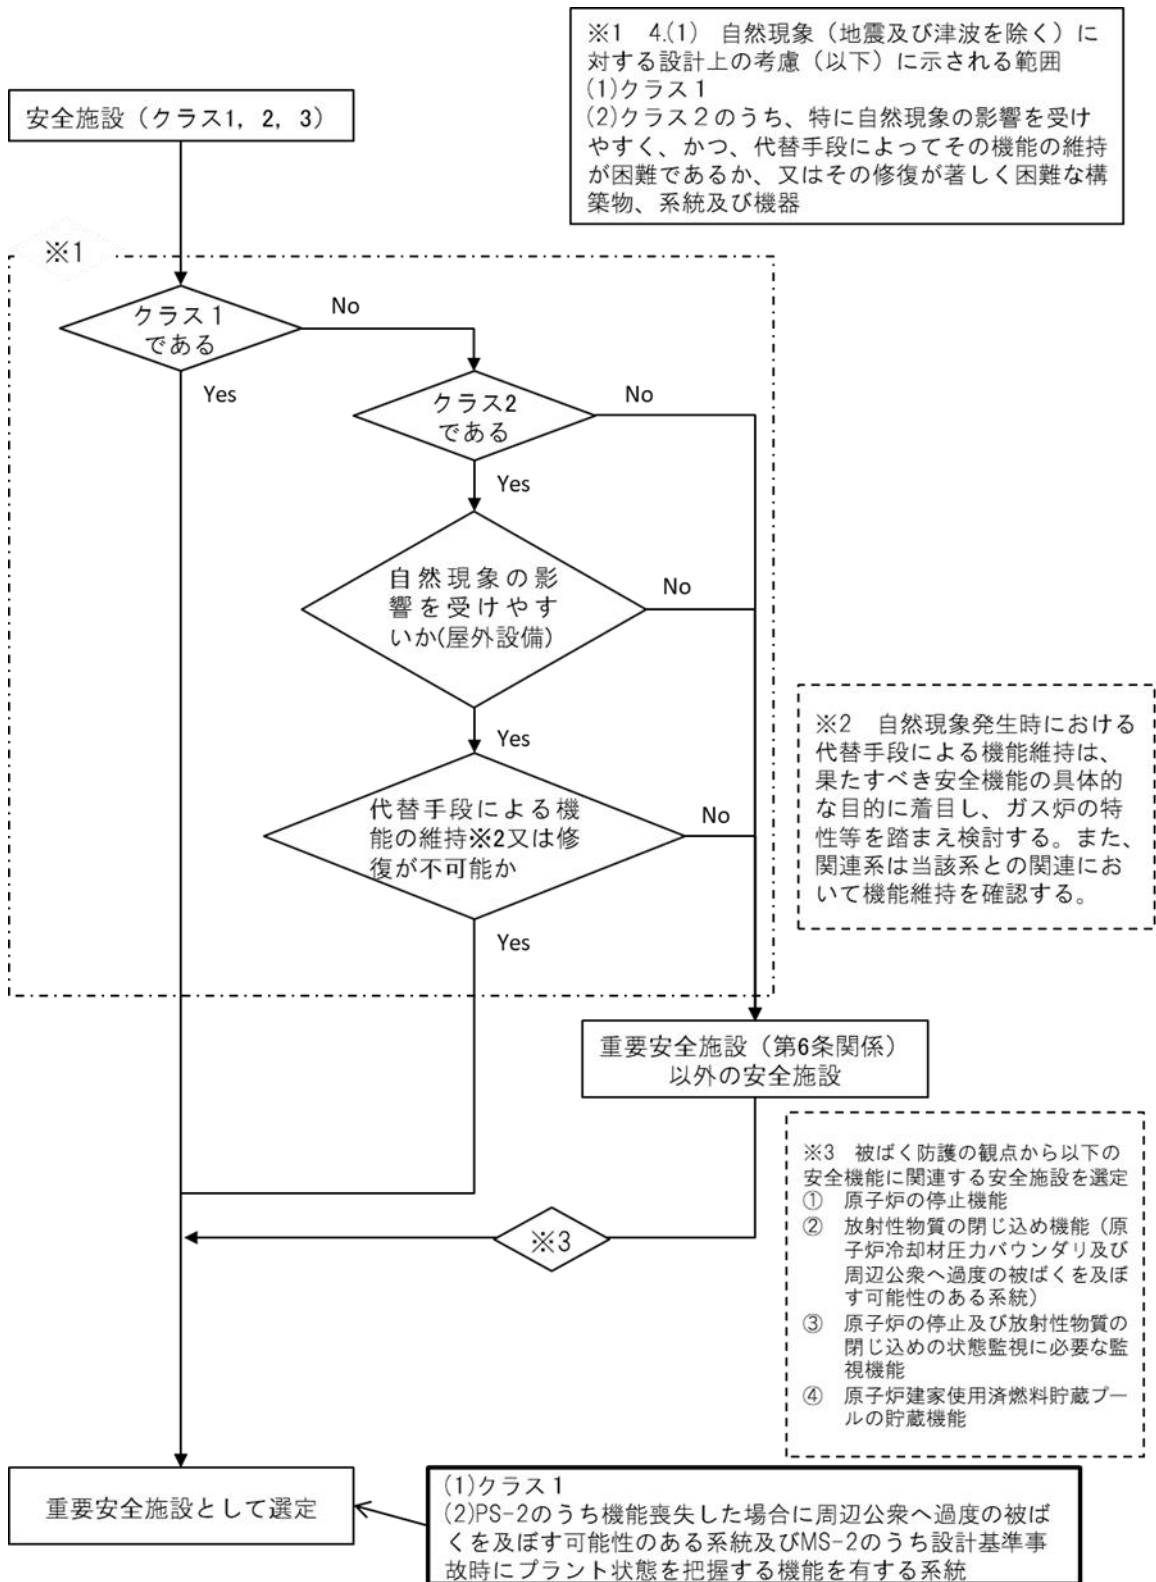 ※1　4.(1)　自然現象（地震及び津波を除く）に
対する設計上の考慮（以下）に示される範囲
(1)クラス1
(2)クラス２のうち、特に自然現象の影響を受け
やすく、かつ、代替手段によってその機能の維持
が困難であるか、又はその修復が著しく困難な構
築物、系統及び機器
安全施設（クラス1, 2, 3）
※1
クラス１
である
No
Yes
クラス2
である
No
Yes
自然現象の影
響を受けやす
いか(屋外設備)
No
Yes
代替手段による機
能の維持※2又は修
復が不可能か
No
Yes
※2　自然現象発生時における
代替手段による機能維持は、
果たすべき安全機能の具体的
な目的に着目し、ガス炉の特
性等を踏まえ検討する。また、
関連系は当該系との関連にお
いて機能維持を確認する。
重要安全施設（第6条関係）
以外の安全施設
※3　被ばく防護の観点から以下の
安全機能に関連する安全施設を選定
①　原子炉の停止機能
②　放射性物質の閉じ込め機能（原
子炉冷却材圧力バウンダリ及び
周辺公衆へ過度の被ばくを及ぼ
す可能性のある系統）
③　原子炉の停止及び放射性物質の
閉じ込めの状態監視に必要な監
視機能
④　原子炉建家使用済燃料貯蔵プー
ルの貯蔵機能
※3
重要安全施設として選定
(1)クラス１
(2)PS-2のうち機能喪失した場合に周辺公衆へ過度の被ば
くを及ぼす可能性のある系統及びMS-2のうち設計基準事
故時にプラント状態を把握する機能を有する系統